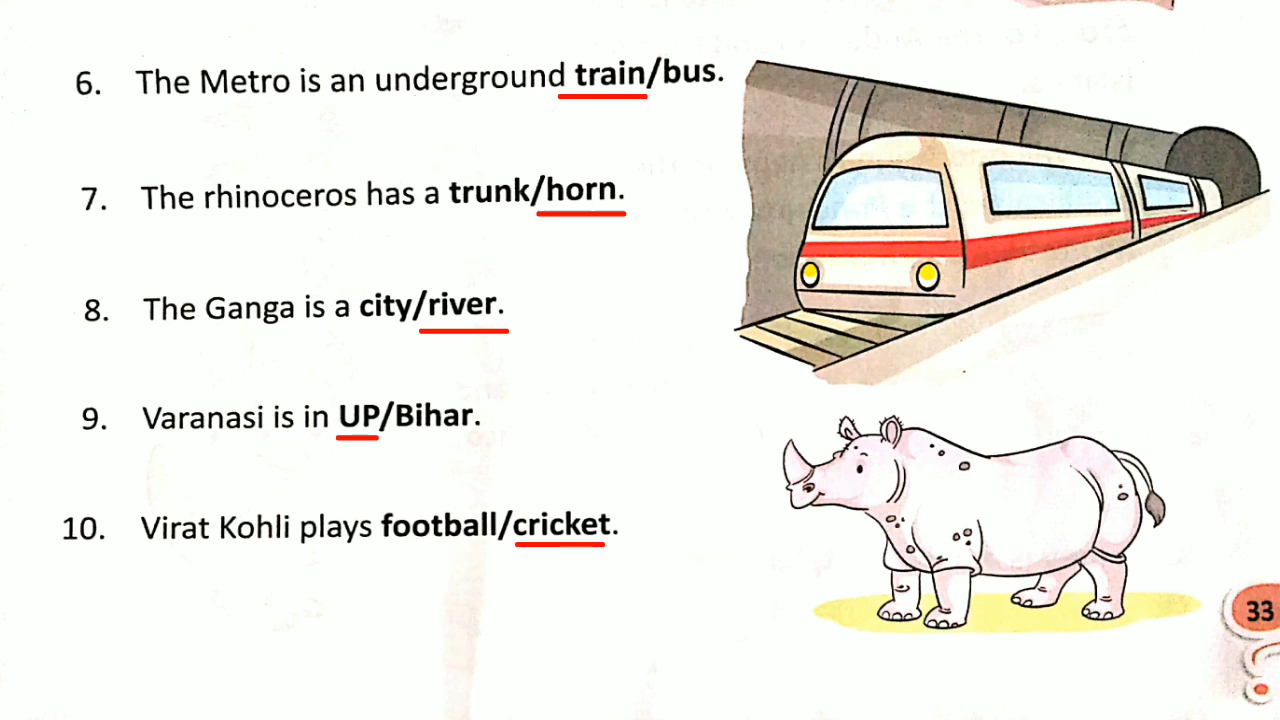 6. The Metro is an underground train/bus.
7. The rhinoceros has a trunk/horn.
8. The Ganga is a city/river.
9. Varanasi is in UP/Bihar.
10. Virat Kohli plays football/cricket.
33